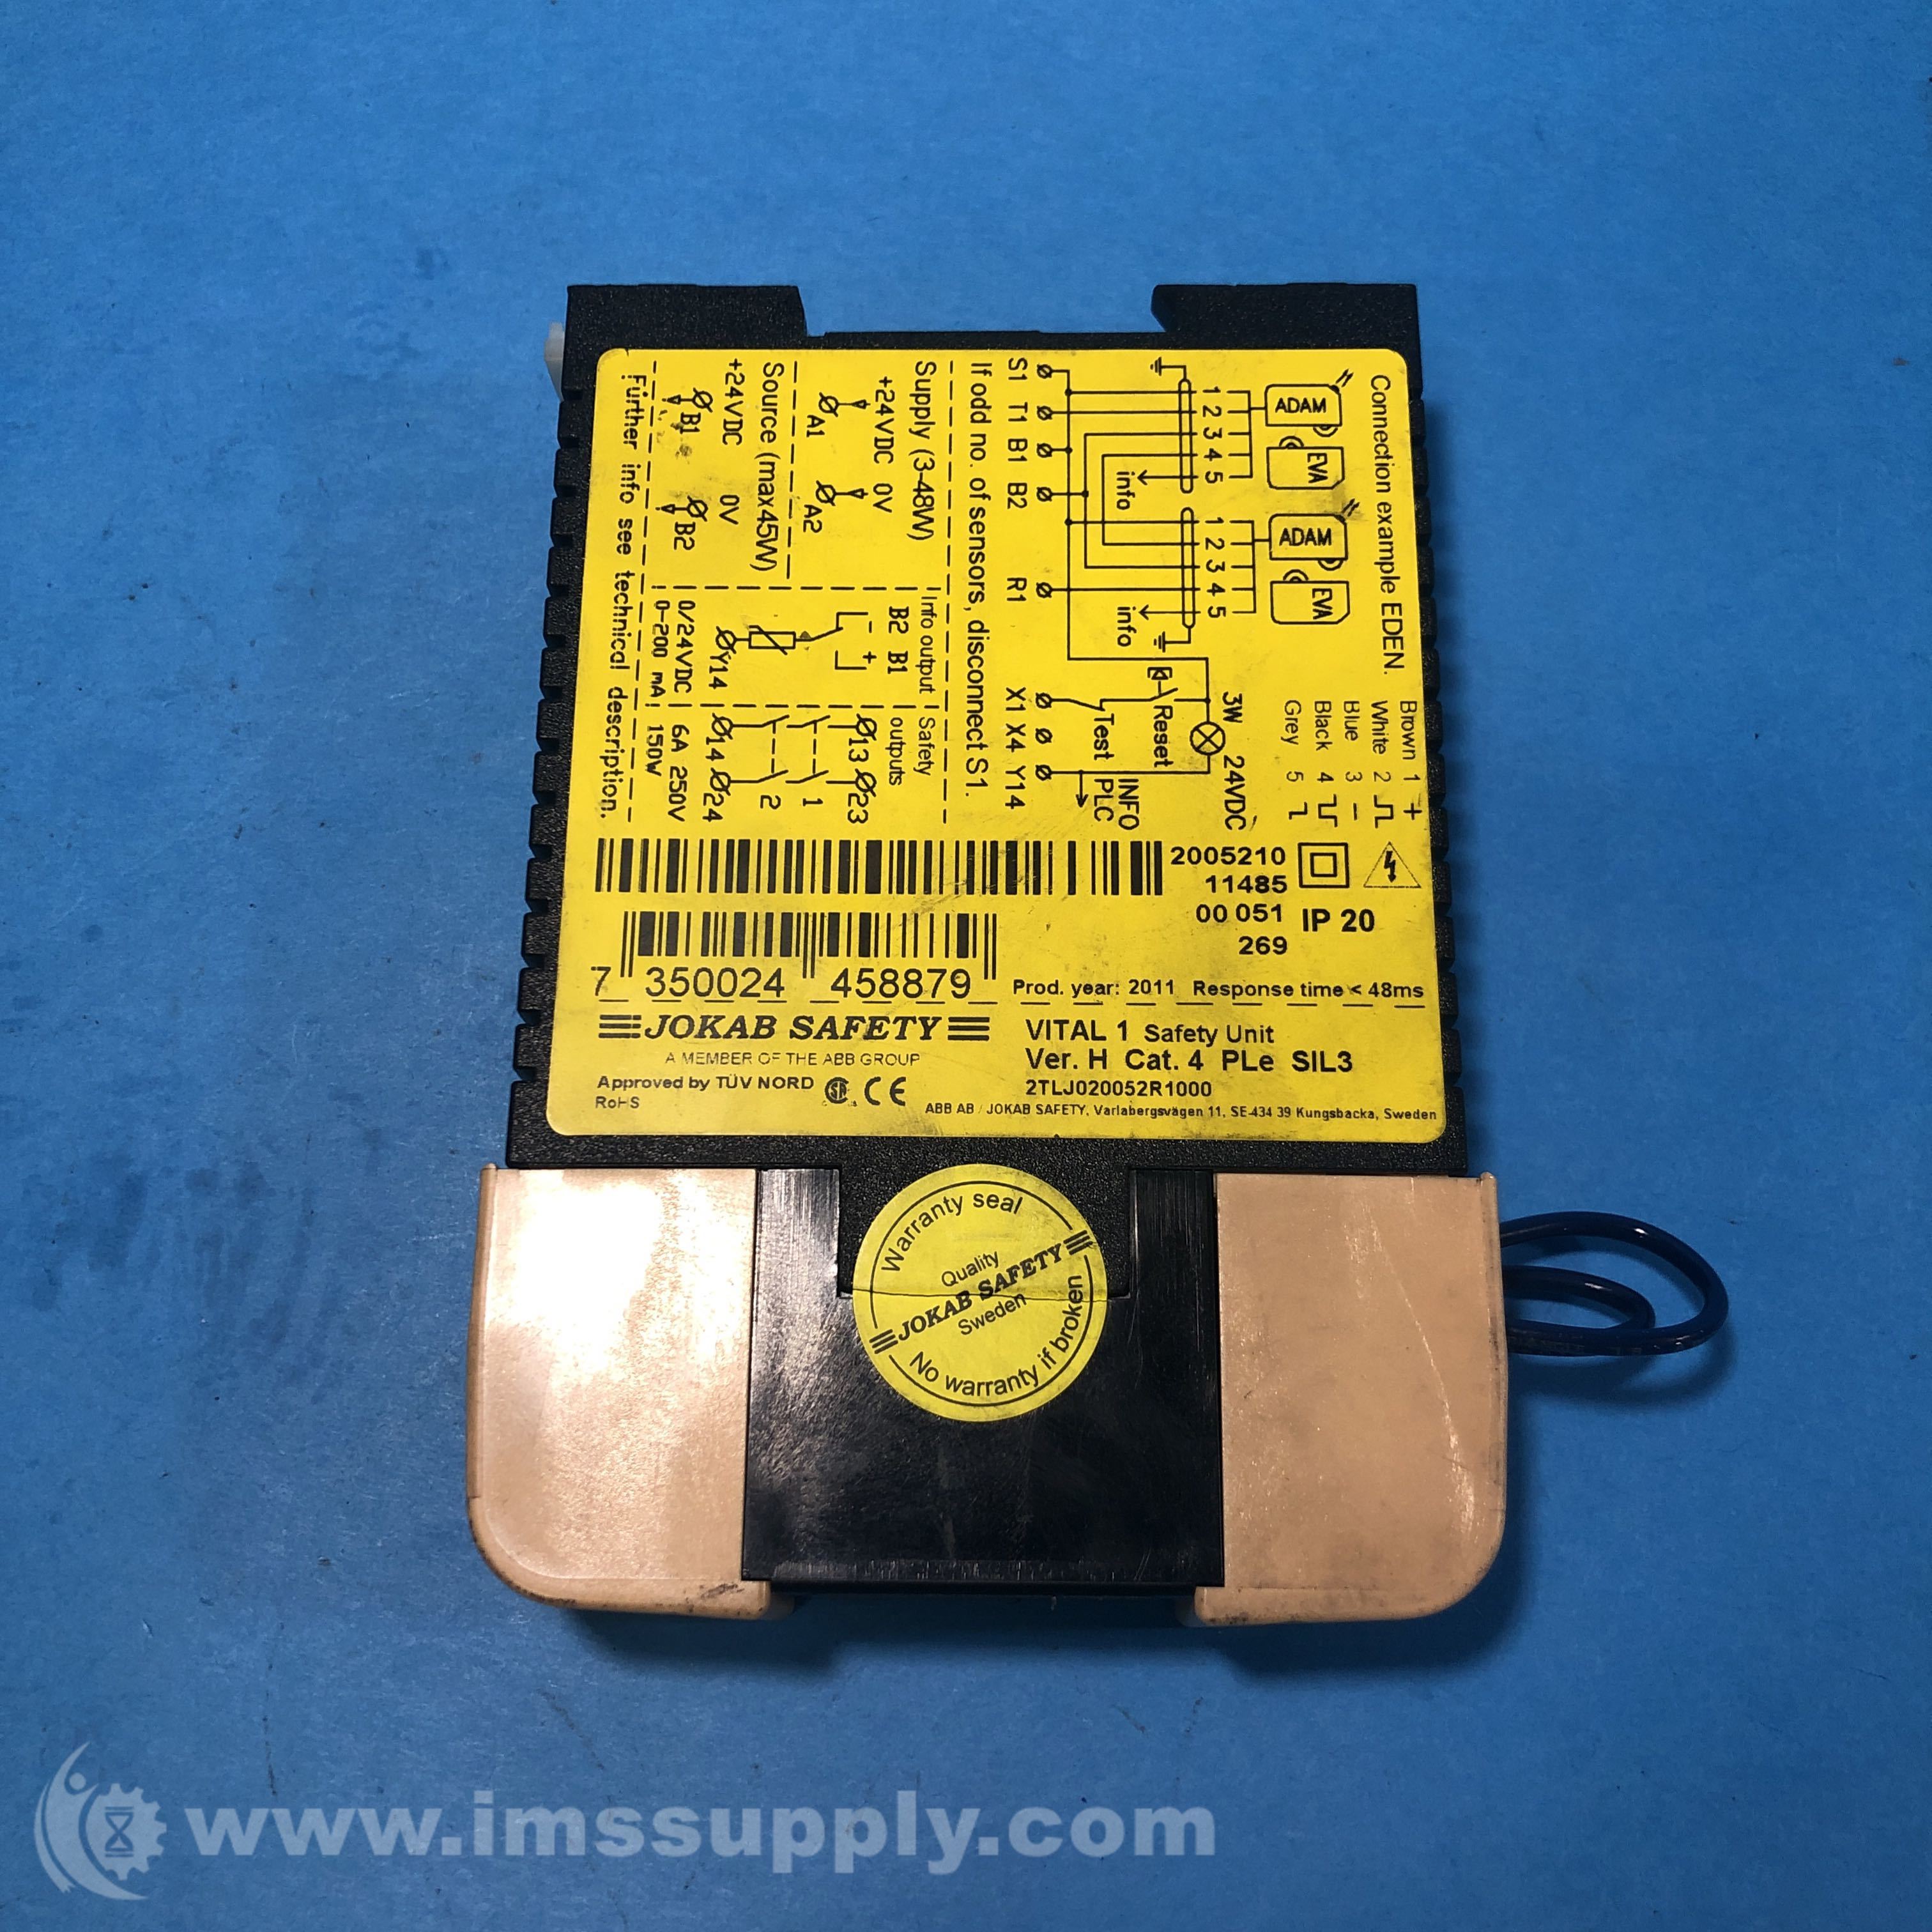 Connection example EDEN.
Brown 1 +
White 2
Blue 3 -
Black 4
Grey 5
ADAM
EVA
ADAM
EVA
1 2 3 4 5
1 2 3 4 5
info
info
3W 24VDC
Reset
Test
INFO
PLC
S1 T1 B1 B2 R1 X1 X4 Y14
If odd no. of sensors, disconnect S1.
Supply (3-48W)
+24VDC 0V
A1 A2
Source (max45W)
+24VDC 0V
B1 B2
Info output
B2 B1
- +
Y14
0/24VDC
0-200 mA
Safety
outputs
13 23
1
2
14 24
6A 250V
150W
Further info see technical description.
2005210
11485
00 051
269
IP 20
7 350024 458879
Prod. year: 2011 Response time < 48ms
JOKAB SAFETY
A MEMBER OF THE ABB GROUP
Approved by TÜV NORD
CE
RoHS
VITAL 1 Safety Unit
Ver. H Cat. 4 PLe SIL3
2TLJ020052R1000
ABB AB / JOKAB SAFETY, Varlabergsvägen 11, SE-434 39 Kungsbacka, Sweden
Warranty seal
Quality
JOKAB SAFETY
Sweden
No warranty if broken
www.imssupply.com